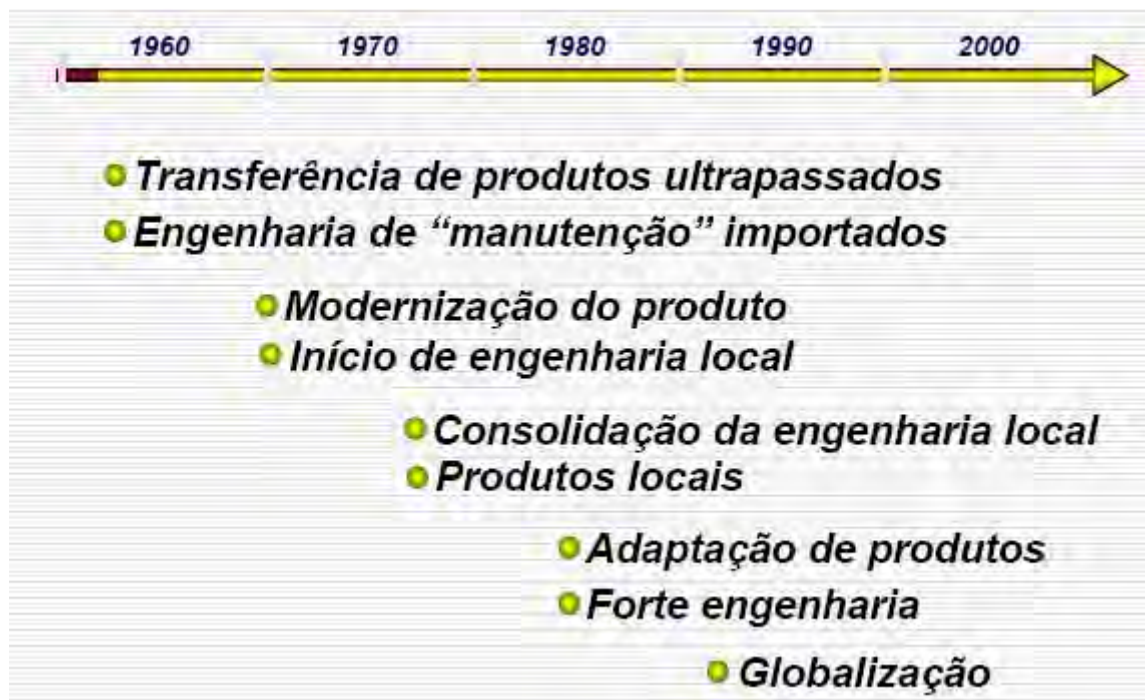 1960 1970 1980 1990 2000
Transferência de produtos ultrapassados
Engenharia de “manutenção” importados
Modernização do produto
Início de engenharia local
Consolidação da engenharia local
Produtos locais
Adaptação de produtos
Forte engenharia
Globalização